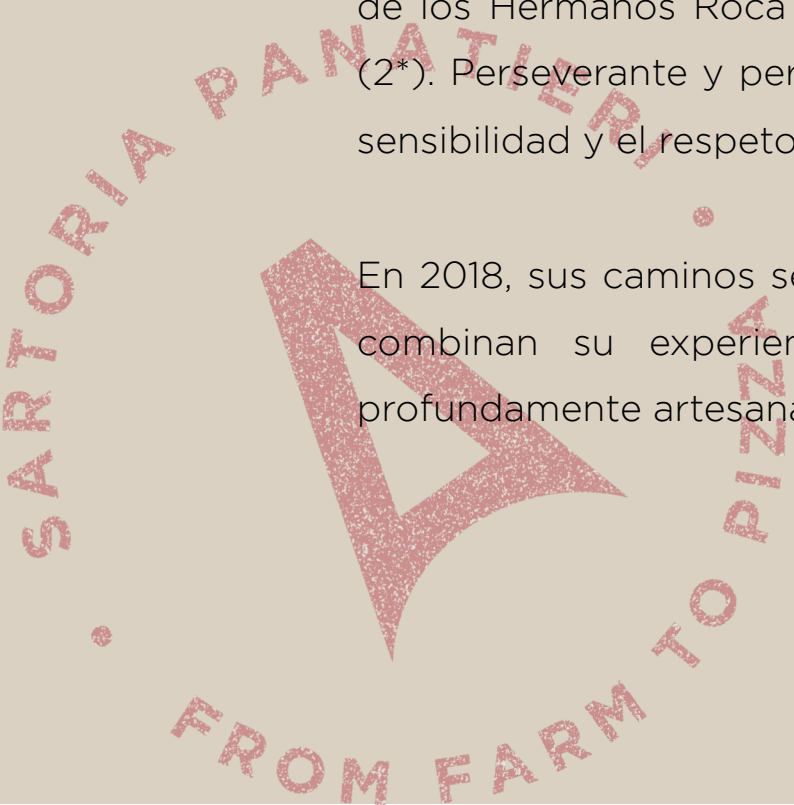 de los Hermanos Roca
(2*). Perseverante y per
sensibilidad y el respeto
En 2018, sus caminos se
combinan su experien
profundamente artesana
SARTORIA PANATIERI •
FROM FARM TO PIZZA •